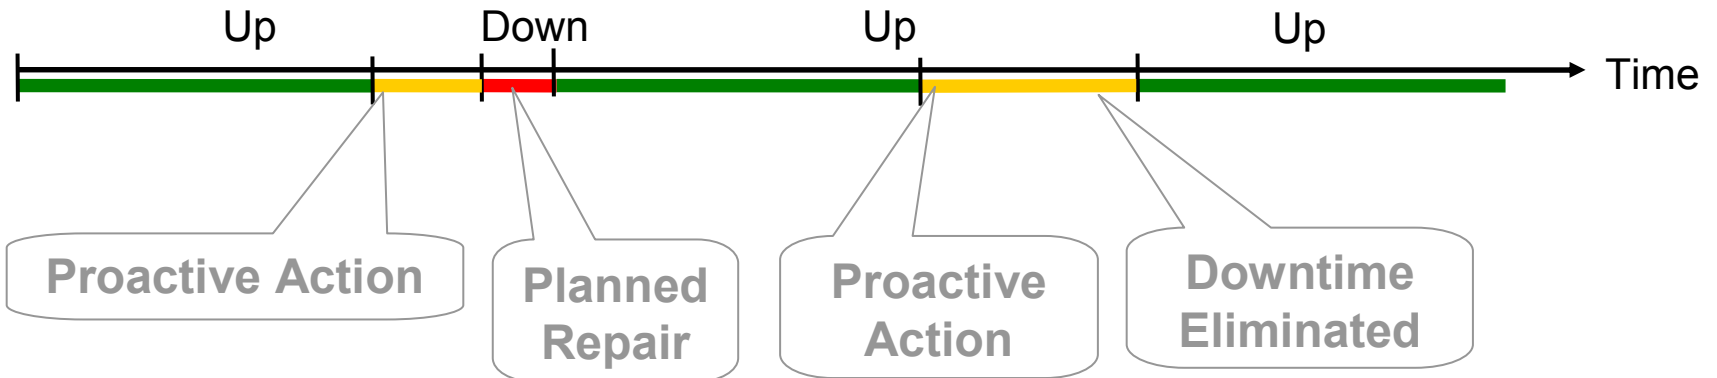 Up
Down
Up
Up
Time
Proactive Action
Planned
Repair
Proactive
Action
Downtime
Eliminated